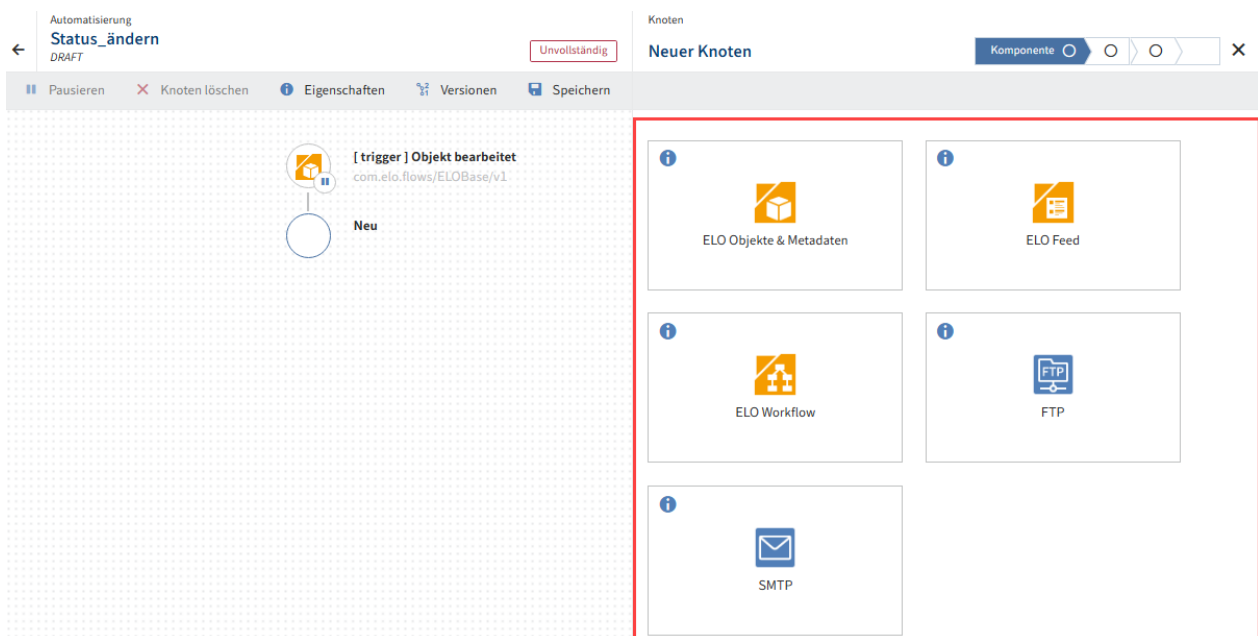 Automatisierung
Status_ändern
DRAFT
Unvollständig
Pausieren
Knoten löschen
Eigenschaften
Versionen
Speichern
[ trigger ] Objekt bearbeitet
com.elo.flows/ELOBase/v1
Neu
Knoten
Neuer Knoten
Komponente
ELO Objekte & Metadaten
ELO Feed
ELO Workflow
FTP
FTP
SMTP